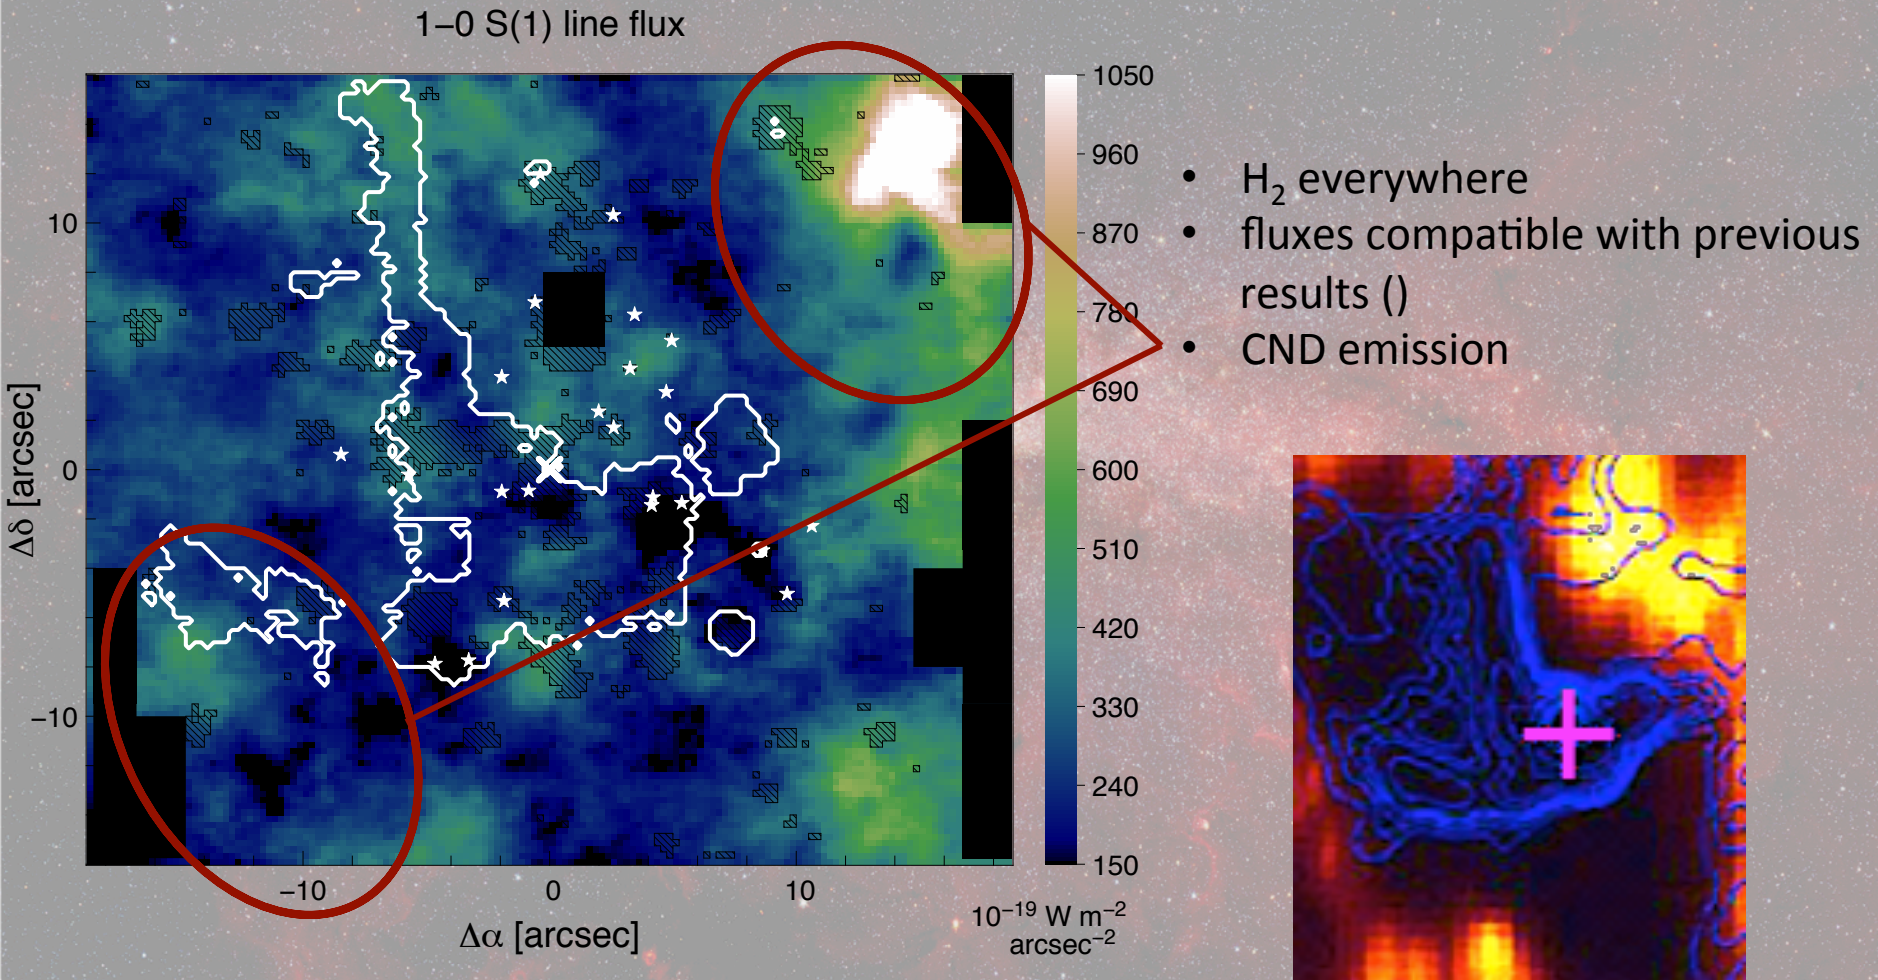 1−0 S(1) line flux
10
0
−10
Δδ [arcsec]
−10
0
10
Δα [arcsec]
1050
960
870
780
690
600
510
420
330
240
150
10⁻¹⁹ W m⁻²
arcsec⁻²
• H₂ everywhere
• fluxes compatible with previous
results ()
• CND emission